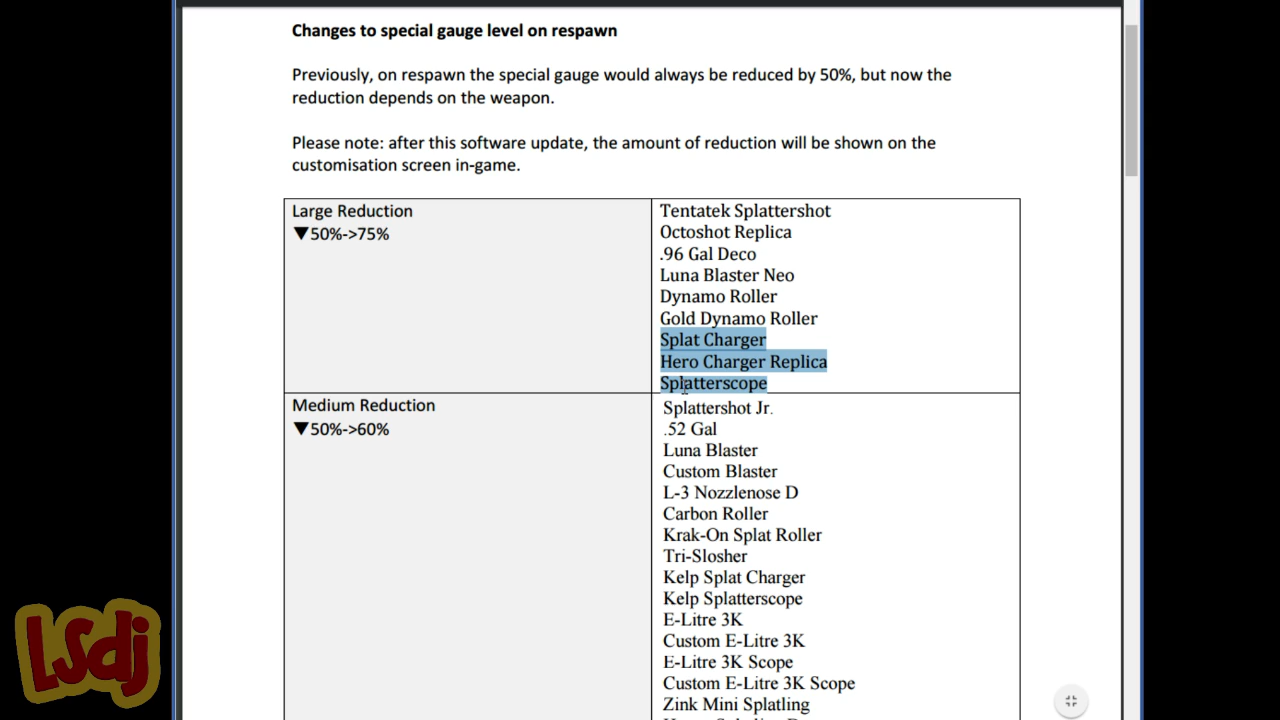 Changes to special gauge level on respawn
Previously, on respawn the special gauge would always be reduced by 50%, but now the
reduction depends on the weapon.
Please note: after this software update, the amount of reduction will be shown on the
customisation screen in-game.
Large Reduction
▼50%->75%
Tentatek Splattershot
Octoshot Replica
.96 Gal Deco
Luna Blaster Neo
Dynamo Roller
Gold Dynamo Roller
Splat Charger
Hero Charger Replica
Splatterscope
Medium Reduction
▼50%->60%
Splattershot Jr.
.52 Gal
Luna Blaster
Custom Blaster
L-3 Nozzlenose D
Carbon Roller
Krak-On Splat Roller
Tri-Slosher
Kelp Splat Charger
Kelp Splatterscope
E-Litre 3K
Custom E-Litre 3K
E-Litre 3K Scope
Custom E-Litre 3K Scope
Zink Mini Splatling
LSdj